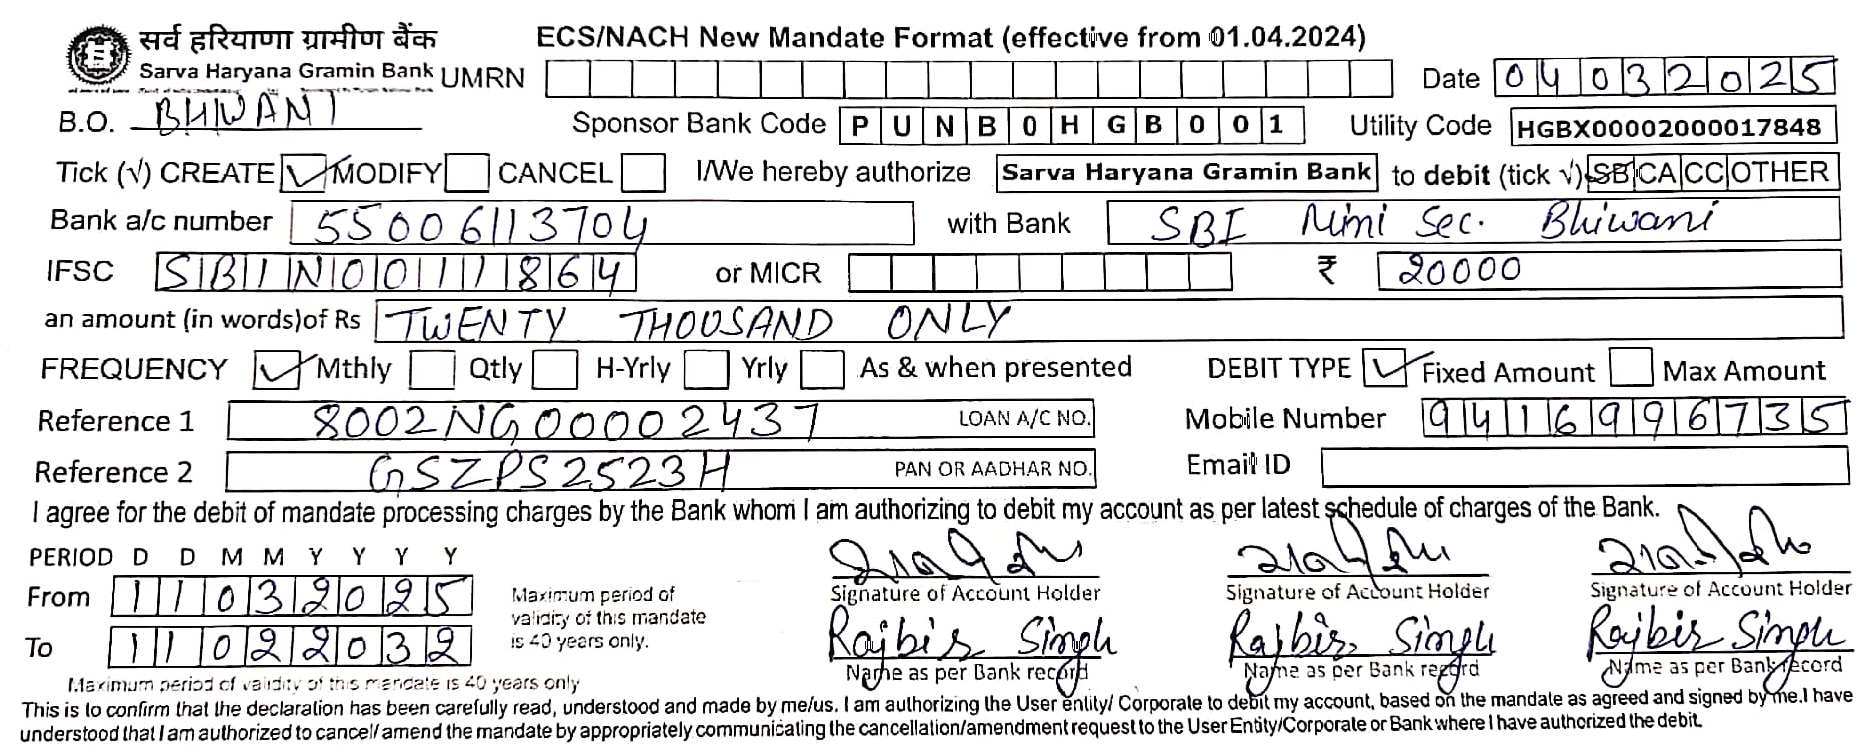 सर्व हरियाणा ग्रामीण बैंक
Sarva Haryana Gramin Bank
ECS/NACH New Mandate Format (effective from 01.04.2024)
UMRN Date 04032025
B.O. BHIWANI Sponsor Bank Code PUNB0HGB001 Utility Code HGBX00002000017848
Tick (√) CREATE ✓ MODIFY CANCEL I/We hereby authorize Sarva Haryana Gramin Bank to debit (tick √) SB CA CC OTHER
Bank a/c number 55006113704 with Bank SBI Mini Sec. Bhiwani
IFSC SBIN0011864 or MICR ₹ 20000
an amount (in words)of Rs TWENTY THOUSAND ONLY
FREQUENCY ✓ Mthly Qtly H-Yrly Yrly As & when presented DEBIT TYPE ✓ Fixed Amount Max Amount
Reference 1 8002NG00002437 LOAN A/C NO. Mobile Number 9416996735
Reference 2 GSZPS2523H PAN OR AADHAR NO. Email ID
I agree for the debit of mandate processing charges by the Bank whom I am authorizing to debit my account as per latest schedule of charges of the Bank.
PERIOD D D M M Y Y Y Y
From 11032025
To 11022032
Maximum period of
validity of this mandate
is 40 years only.
Signature of Account Holder Signature of Account Holder Signature of Account Holder
Rajbir Singh Rajbir Singh Rajbir Singh
Name as per Bank record Name as per Bank record Name as per Bank record
Maximum period of validity of this mandate is 40 years only
This is to confirm that the declaration has been carefully read, understood and made by me/us. I am authorizing the User entity/ Corporate to debit my account, based on the mandate as agreed and signed by me.I have
understood that I am authorized to cancel/ amend the mandate by appropriately communicating the cancellation/amendment request to the User Entity/Corporate or Bank where I have authorized the debit.